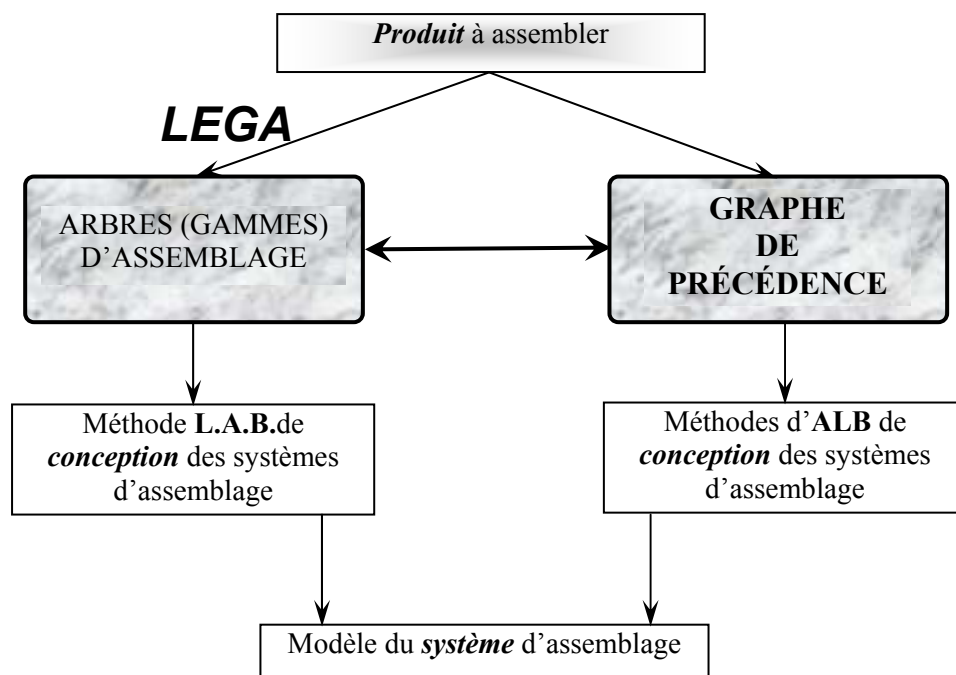 Produit à assembler
LEGA
ARBRES (GAMMES)
D'ASSEMBLAGE
GRAPHE
DE
PRÉCÉDENCE
Méthode L.A.B.de
conception des systèmes
d'assemblage
Méthodes d'ALB de
conception des systèmes
d'assemblage
Modèle du système d'assemblage